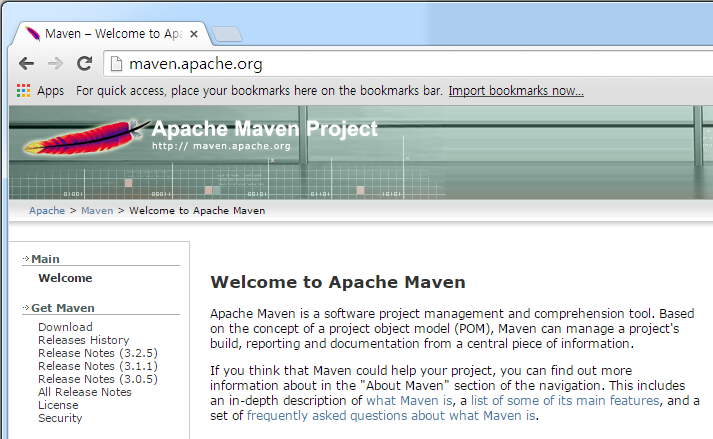 Maven – Welcome to Ap
maven.apache.org
Apps For quick access, place your bookmarks here on the bookmarks bar. Import bookmarks now...
Apache Maven Project
http:// maven.apache.org
01001 00101 01011 01101
Apache > Maven > Welcome to Apache Maven
Main
Welcome
Get Maven
Download
Releases History
Release Notes (3.2.5)
Release Notes (3.1.1)
Release Notes (3.0.5)
All Release Notes
License
Security
Welcome to Apache Maven
Apache Maven is a software project management and comprehension tool. Based
on the concept of a project object model (POM), Maven can manage a project's
build, reporting and documentation from a central piece of information.
If you think that Maven could help your project, you can find out more
information about in the "About Maven" section of the navigation. This includes
an in-depth description of what Maven is, a list of some of its main features, and a
set of frequently asked questions about what Maven is.